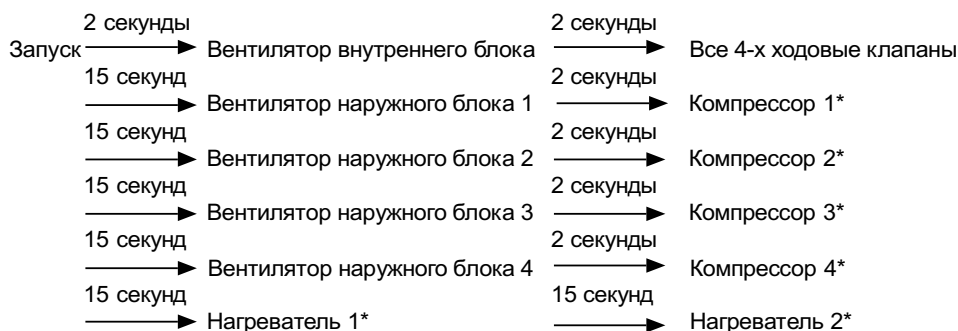 2 секунды 2 секунды
Запуск Вентилятор внутреннего блока Все 4-х ходовые клапаны
15 секунд 2 секунды
Вентилятор наружного блока 1 Компрессор 1*
15 секунд 2 секунды
Вентилятор наружного блока 2 Компрессор 2*
15 секунд 2 секунды
Вентилятор наружного блока 3 Компрессор 3*
15 секунд 2 секунды
Вентилятор наружного блока 4 Компрессор 4*
15 секунд 15 секунд
Нагреватель 1* Нагреватель 2*